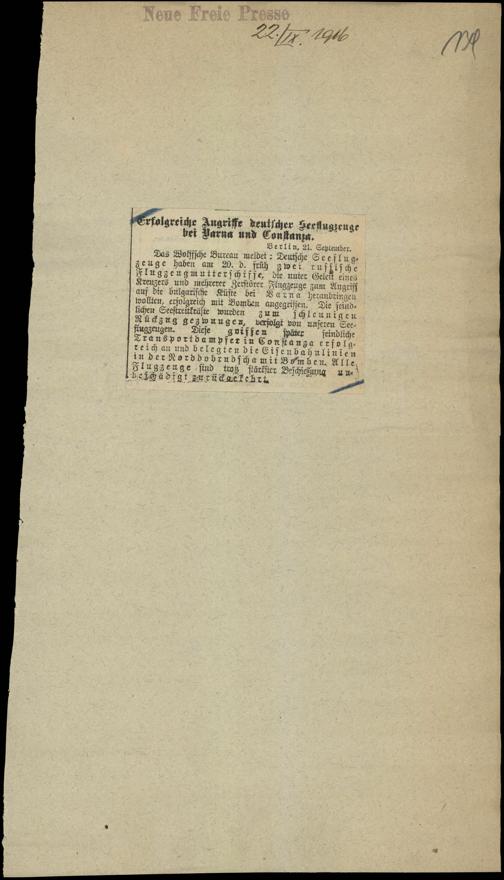 Neue Freie Presse
22./IX. 1916
Erfolgreiche Angriffe deutscher Seeflugzeuge
bei Varna und Constanza.
Berlin, 21. September.
Das Wolffsche Bureau meldet: Deutsche Seeflug-
zeuge haben am 20. d. früh zwei russische
Flugzeugmutterschiffe, die unter Geleit eines
Kreuzers und mehrerer Zerstörer Flugzeuge zum Angriff
auf die bulgarische Küste bei Varna heranbringen
wollten, erfolgreich mit Bomben angegriffen. Die feind-
lichen Seestreitkräfte wurden zum schleunigen
Rückzug gezwungen, verfolgt von unseren See-
flugzeugen. Diese griffen später feindliche
Transportdampfer in Constanza erfolg-
reich an und belegten die Eisenbahnlinien
in der Norddobrudscha mit Bomben. Alle
Flugzeuge sind trotz stärkster Beschießung un-
beschädigt zurückgekehrt.